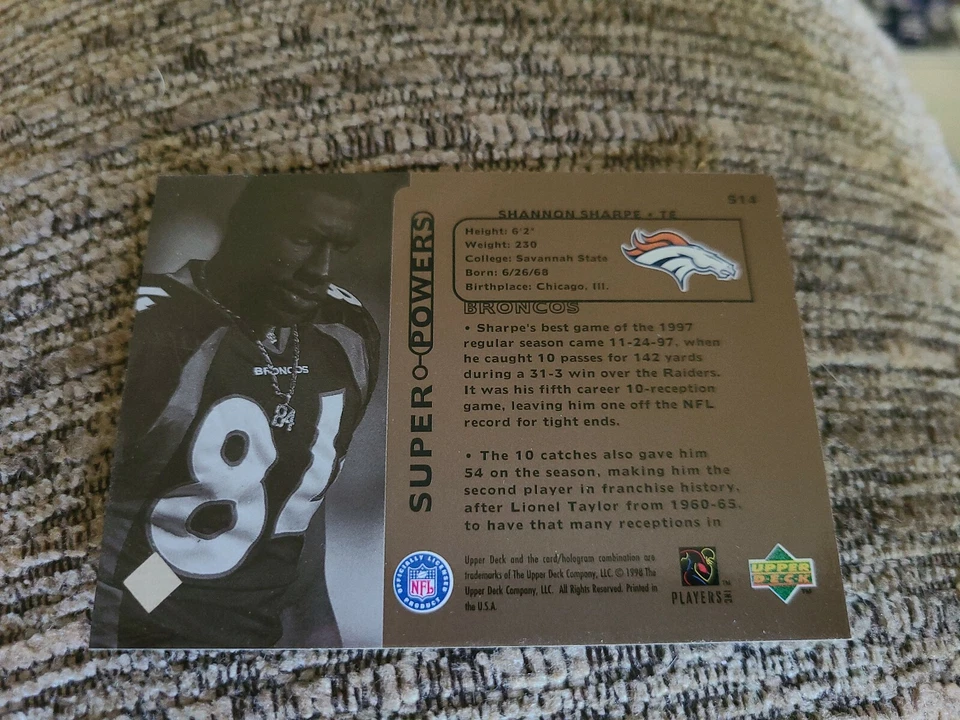 S14
SHANNON SHARPE • TE
Height: 6'2"
Weight: 230
College: Savannah State
Born: 6/26/68
Birthplace: Chicago, Ill.
BRONCOS
SUPER POWERS
• Sharpe's best game of the 1997
regular season came 11-24-97, when
he caught 10 passes for 142 yards
during a 31-3 win over the Raiders.
It was his fifth career 10-reception
game, leaving him one off the NFL
record for tight ends.
• The 10 catches also gave him
54 on the season, making him the
second player in franchise history,
after Lionel Taylor from 1960-65,
to have that many receptions in
BRONCOS
84
84
OFFICIALLY LICENSED
NFL
PRODUCT
Upper Deck and the card/hologram combination are
trademarks of The Upper Deck Company, LLC. © 1998 The
Upper Deck Company, LLC. All Rights Reserved. Printed in
the U.S.A.
PLAYERS INC
UPPER
DECK